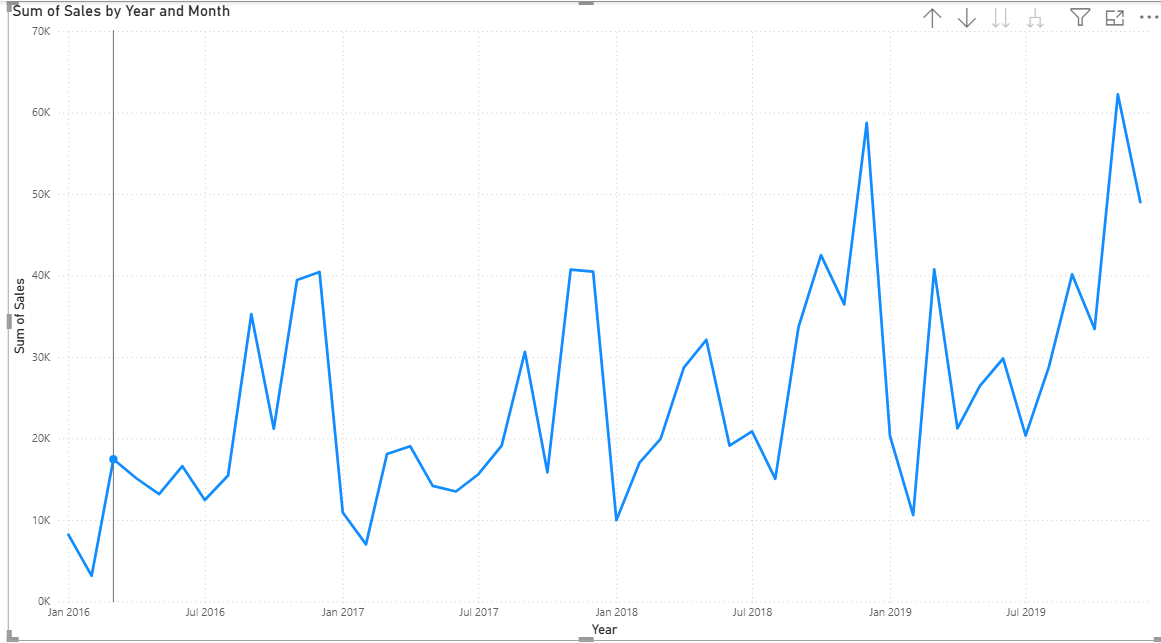 Sum of Sales by Year and Month
70K
60K
50K
40K
30K
20K
10K
0K
Sum of Sales
Jan 2016 Jul 2016 Jan 2017 Jul 2017 Jan 2018 Jul 2018 Jan 2019 Jul 2019
Year